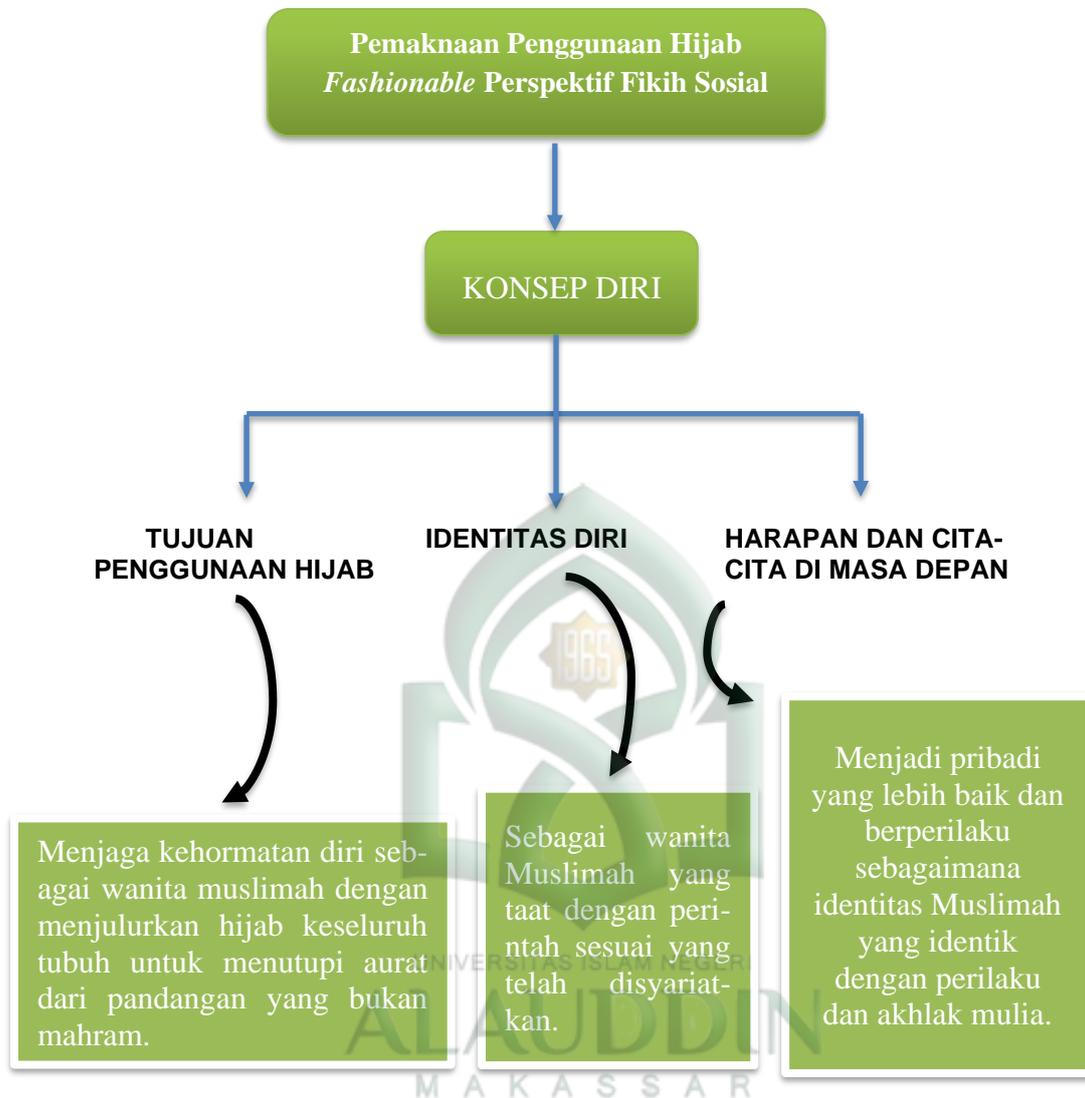 Pemaknaan Penggunaan Hijab
Fashionable Perspektif Fikih Sosial
KONSEP DIRI
TUJUAN
PENGGUNAAN HIJAB
IDENTITAS DIRI
HARAPAN DAN CITA-
CITA DI MASA DEPAN
1965
Menjaga kehormatan diri seb-
agai wanita muslimah dengan
menjulurkan hijab keseluruh
tubuh untuk menutupi aurat
dari pandangan yang bukan
mahram.
Sebagai wanita
Muslimah yang
taat dengan peri-
ntah sesuai yang
telah disyariat-
kan.
Menjadi pribadi
yang lebih baik dan
berperilaku
sebagaimana
identitas Muslimah
yang identik
dengan perilaku
dan akhlak mulia.
UNIVERSITAS ISLAM NEGERI
ALAUDDIN
MAKASSAR